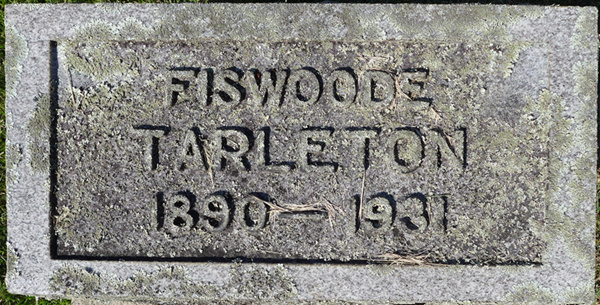 FISWOODE
TARLETON
1890 — 1931